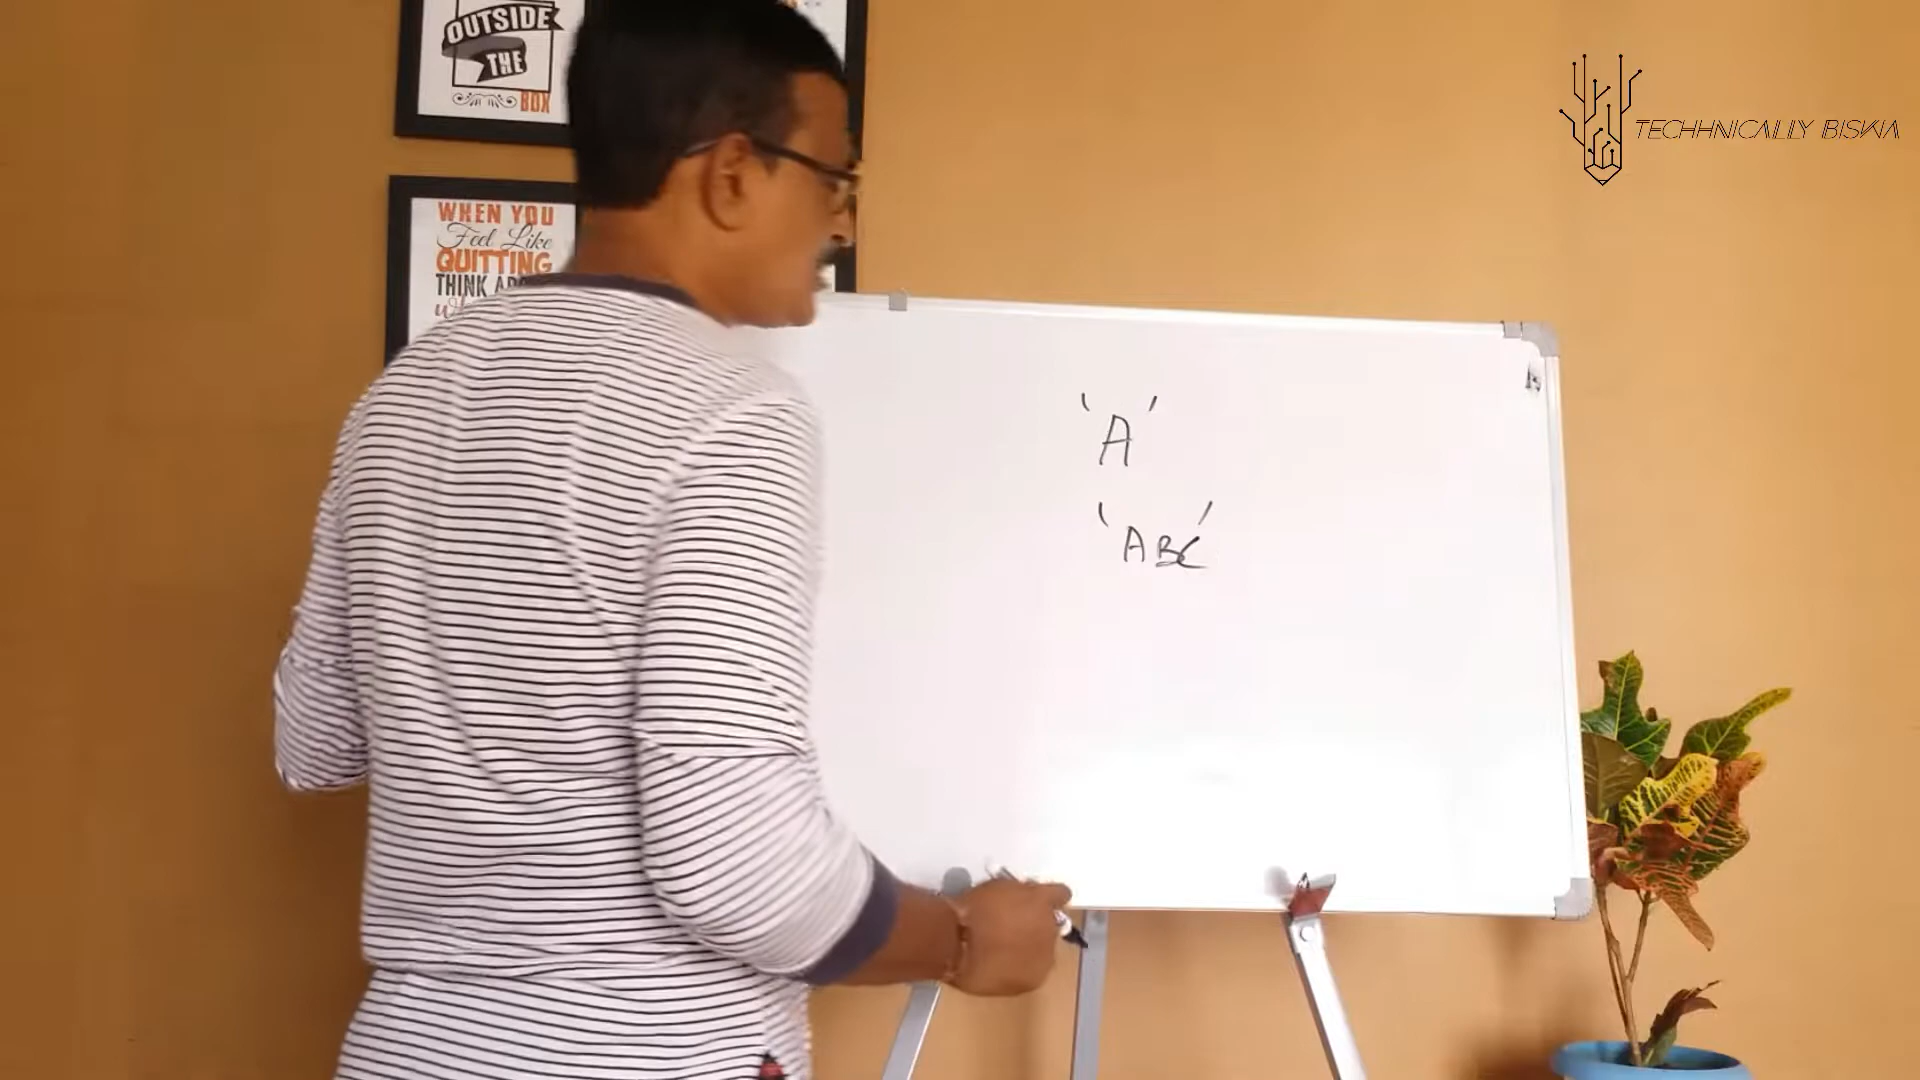 OUTSIDE
THE
BOX
WHEN YOU
Feel Like
QUITTING
THINK
TECHHNICALLY BISWA
'A'
'ABC'